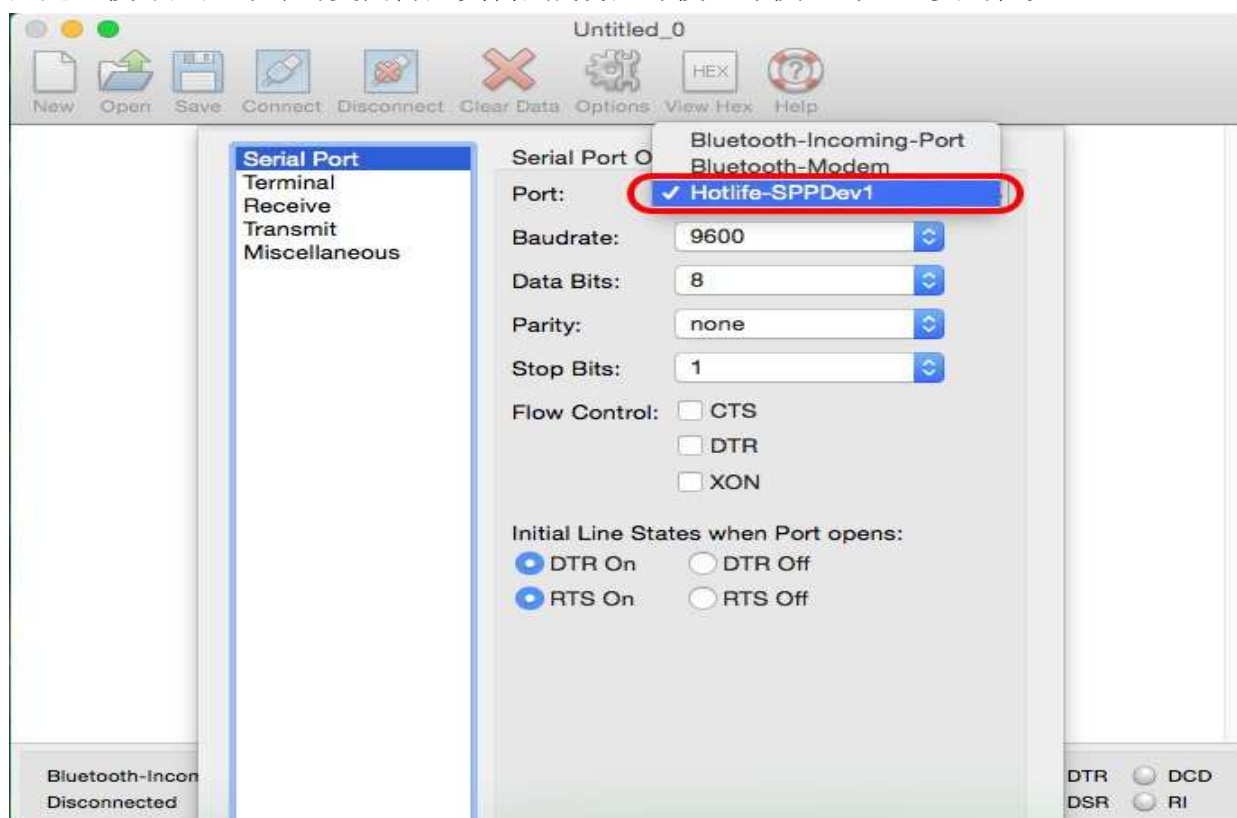 Untitled_0
New Open Save Connect Disconnect Clear Data Options View Hex Help
HEX
Serial Port
Terminal
Receive
Transmit
Miscellaneous
Serial Port O
Bluetooth-Incoming-Port
Bluetooth-Modem
Port: ✓ Hotlife-SPPDev1
Baudrate: 9600
Data Bits: 8
Parity: none
Stop Bits: 1
Flow Control: CTS
DTR
XON
Initial Line States when Port opens:
DTR On DTR Off
RTS On RTS Off
Bluetooth-Incon
Disconnected
DTR DCD
DSR RI